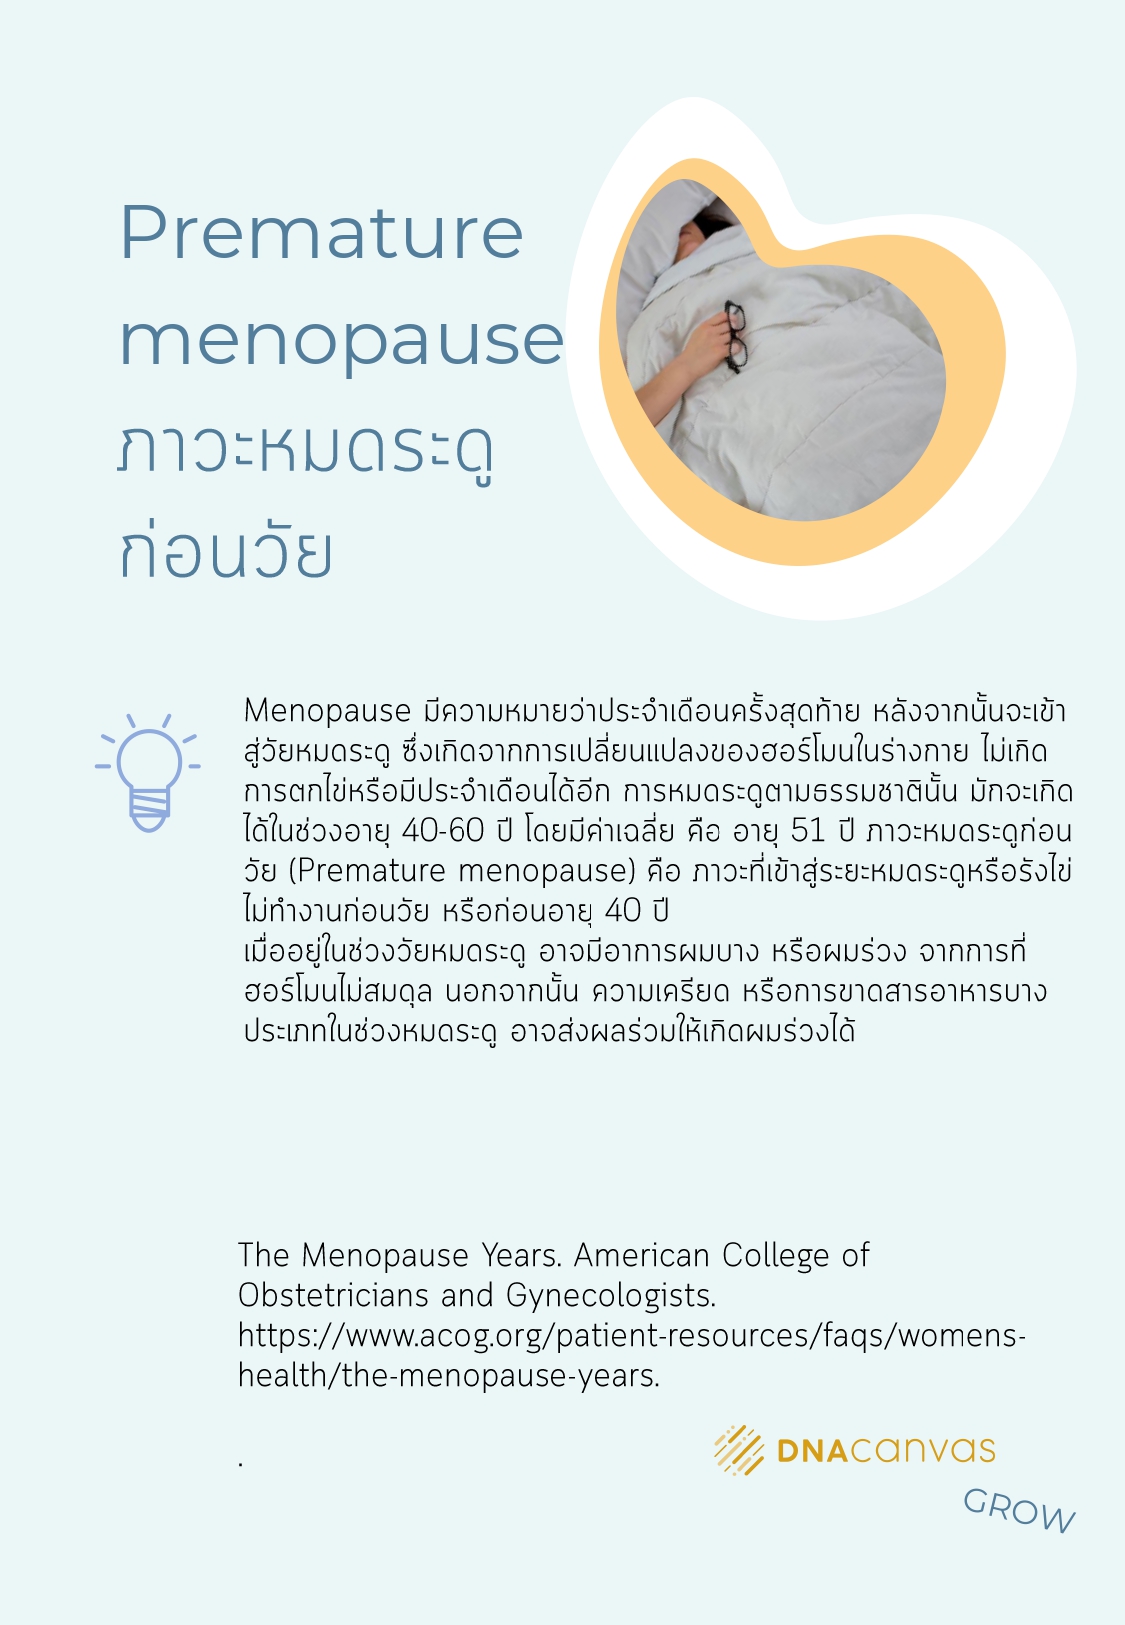 Premature
menopause
ภาวะหมดระดู
ก่อนวัย
Menopause มีความหมายว่าประจำเดือนครั้งสุดท้าย หลังจากนั้นจะเข้า
สู่วัยหมดระดู ซึ่งเกิดจากการเปลี่ยนแปลงของฮอร์โมนในร่างกาย ไม่เกิด
การตกไข่หรือมีประจำเดือนได้อีก การหมดระดูตามธรรมชาตินั้น มักจะเกิด
ได้ในช่วงอายุ 40-60 ปี โดยมีค่าเฉลี่ย คือ อายุ 51 ปี ภาวะหมดระดูก่อน
วัย (Premature menopause) คือ ภาวะที่เข้าสู่ระยะหมดระดูหรือรังไข่
ไม่ทำงานก่อนวัย หรือก่อนอายุ 40 ปี
เมื่ออยู่ในช่วงวัยหมดระดู อาจมีอาการผมบาง หรือผมร่วง จากการที่
ฮอร์โมนไม่สมดุล นอกจากนั้น ความเครียด หรือการขาดสารอาหารบาง
ประเภทในช่วงหมดระดู อาจส่งผลร่วมให้เกิดผมร่วงได้
The Menopause Years. American College of
Obstetricians and Gynecologists.
https://www.acog.org/patient-resources/faqs/womens-
health/the-menopause-years.
.
DNAcanvas
GROW